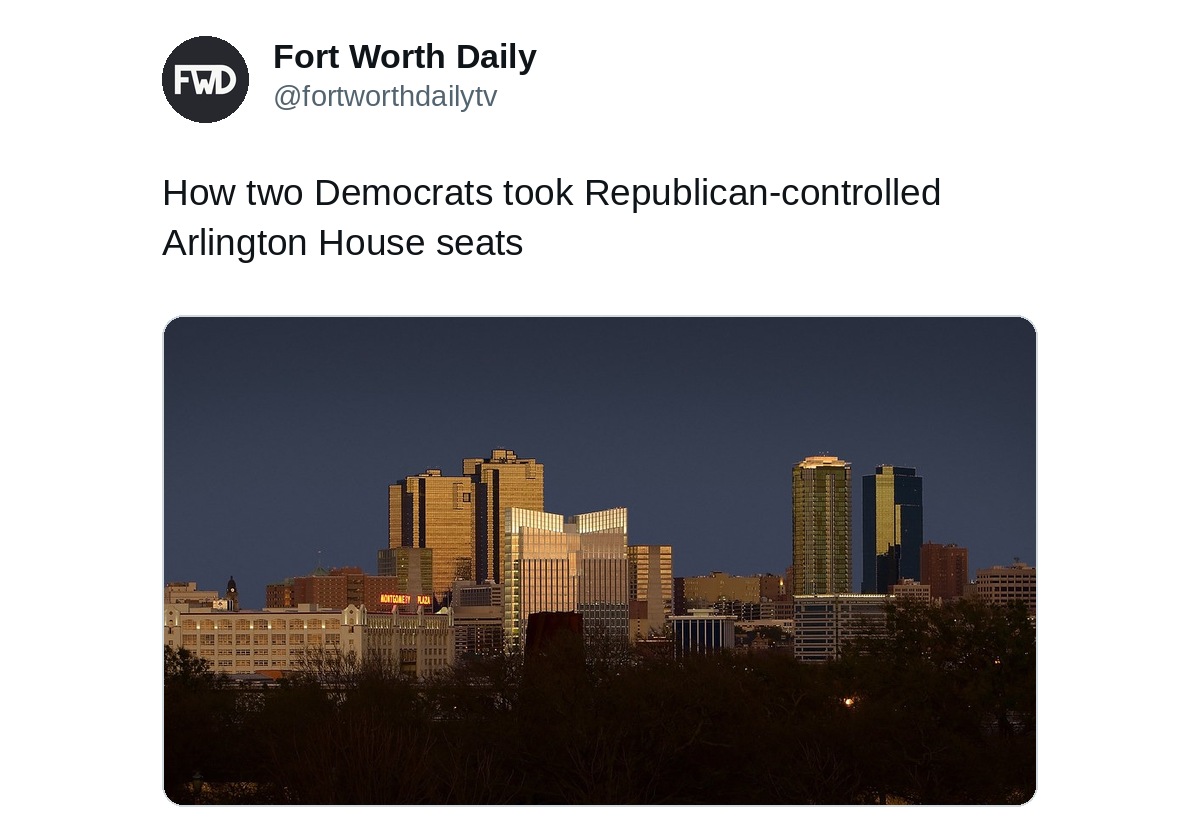 FWD
Fort Worth Daily
@fortworthdailytv
How two Democrats took Republican-controlled
Arlington House seats
MONTGOMERY PLAZA